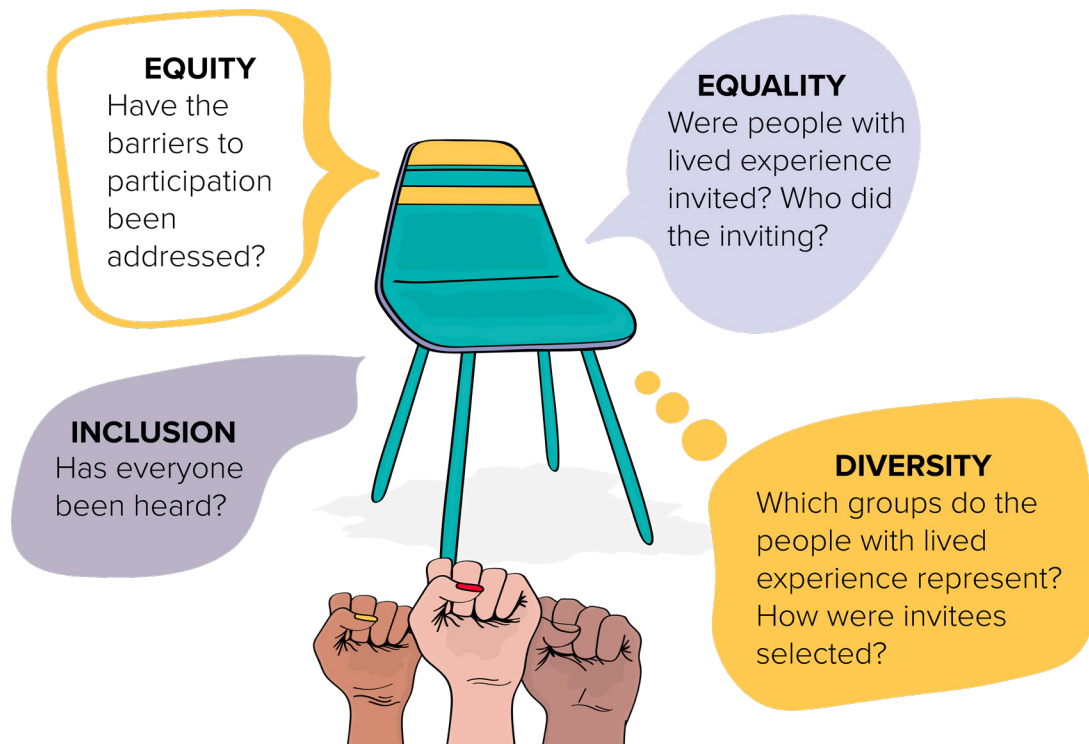 EQUITY
Have the
barriers to
participation
been
addressed?
EQUALITY
Were people with
lived experience
invited? Who did
the inviting?
INCLUSION
Has everyone
been heard?
DIVERSITY
Which groups do the
people with lived
experience represent?
How were invitees
selected?